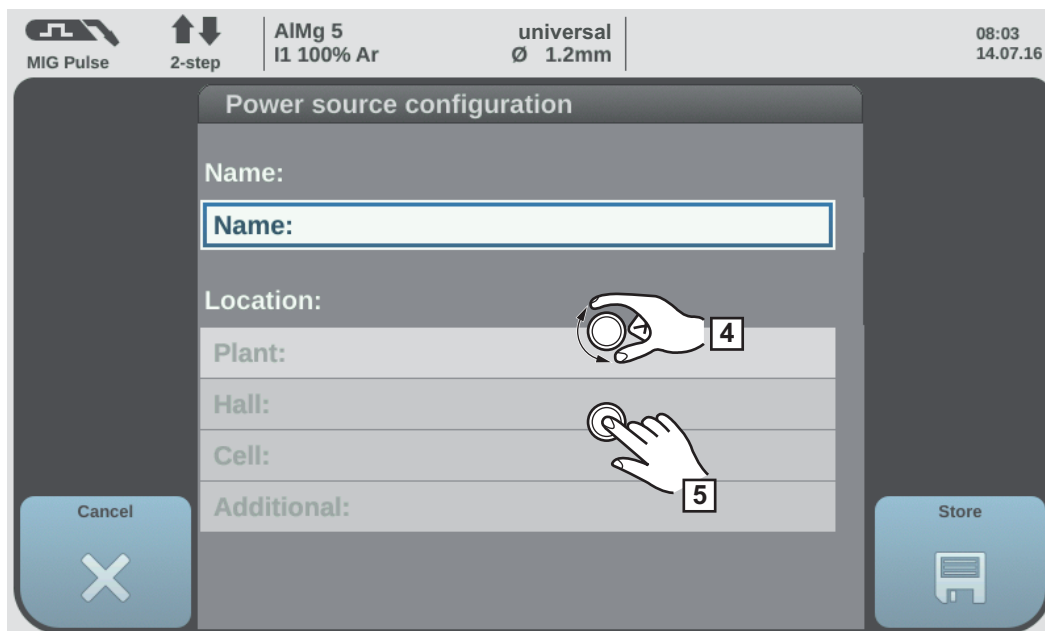 MIG Pulse
2-step
AlMg 5
I1 100% Ar
universal
Ø 1.2mm
08:03
14.07.16
Power source configuration
Name:
Name:
Location:
Plant:
4
Hall:
Cell:
5
Additional:
Cancel
Store